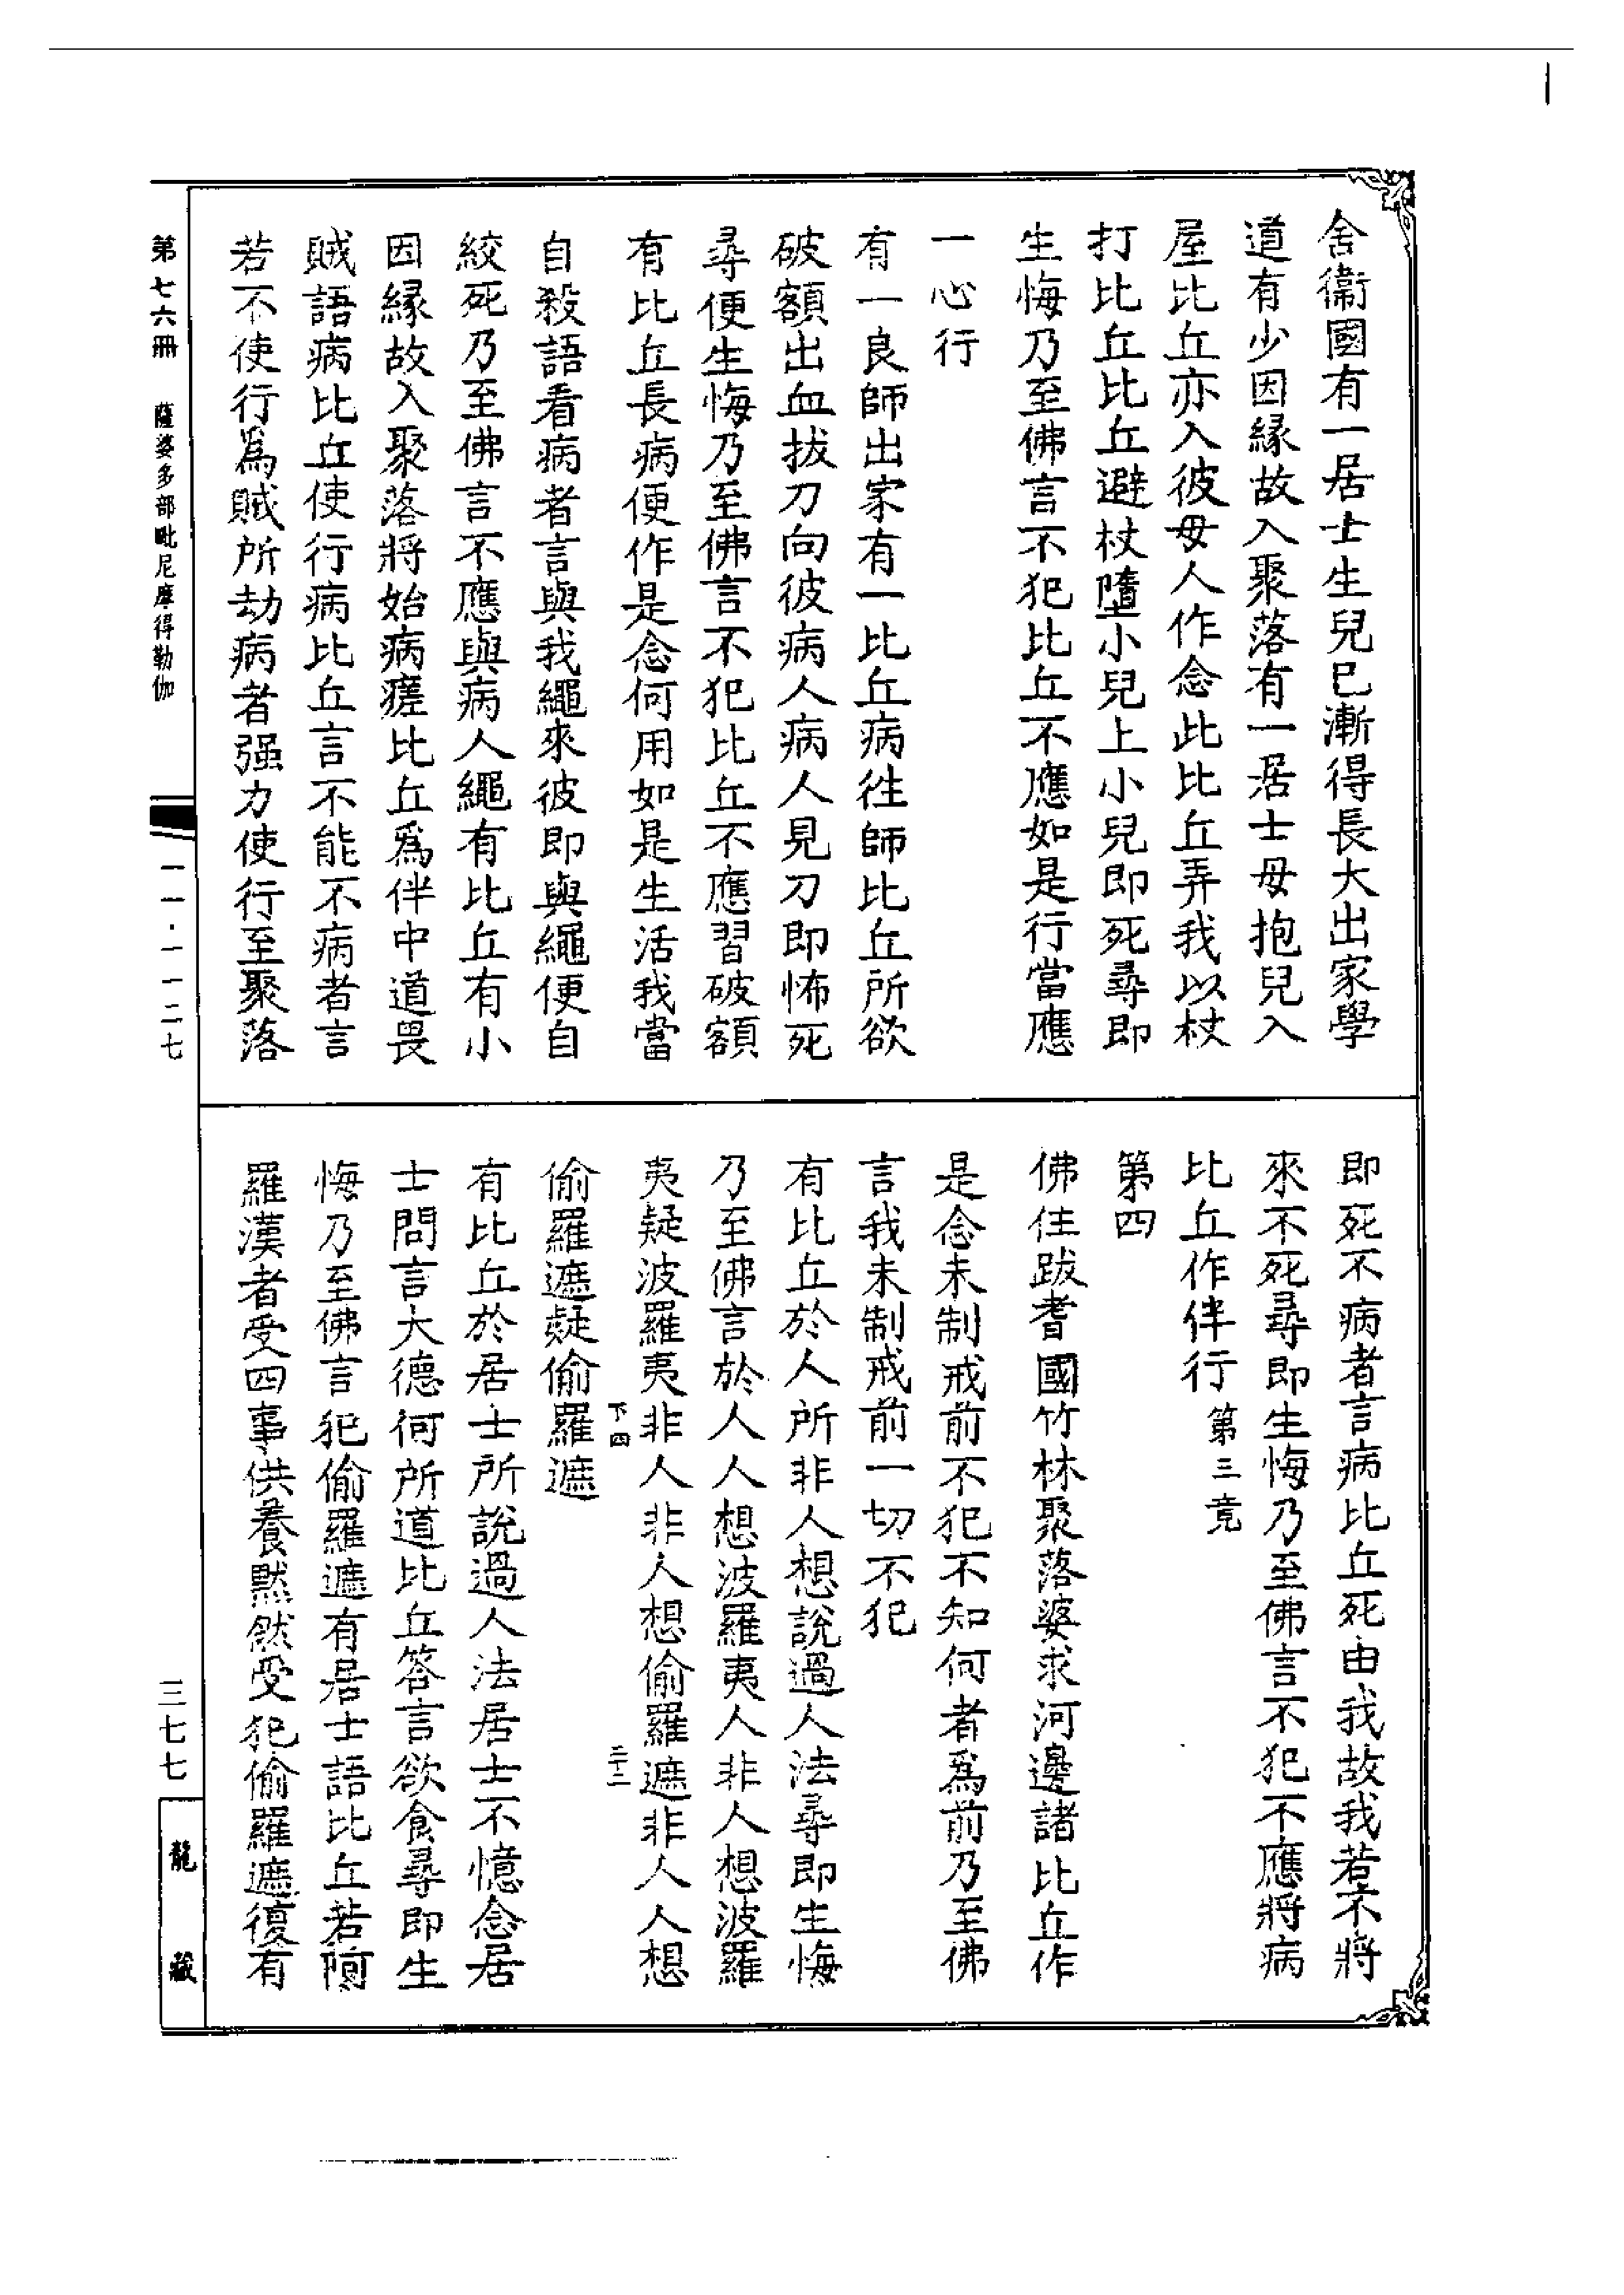 舍衞國有一居士生兒已漸得長大出家學
道有少因緣故入聚落有一居士母抱兒入
屋比丘亦入彼母人作念此比丘弄我以杖
打比丘比丘避杖墮小兒上小兒即死尋即
生悔乃至佛言不犯比丘不應如是行當應
一心行
有一良師出家有一比丘病往師比丘所欲
破額出血拔刀向彼病人病人見刀即怖死
尋便生悔乃至佛言不犯比丘不應習破額
有比丘長病便作是念何用如是生活我當
自殺語看病者言與我繩來彼即與繩便自
絞死乃至佛言不應與病人繩有比丘有小
因緣故入聚落將始病瘥比丘爲伴中道畏
賊語病比丘使行病比丘言不能不病者言
若不使行爲賊所劫病者强力使行至聚落
即死不病者言病比丘死由我故我若不將
來不死尋即生悔乃至佛言不犯不應將病
比丘作伴行 第三竟
第四
佛住跋耆國竹林聚落婆求河邊諸比丘作
是念未制戒前不犯不知何者爲前乃至佛
言我未制戒前一切不犯
有比丘於人所非人想說過人法尋即生悔
乃至佛言於人人想波羅夷人非人想波羅
夷疑波羅夷非人非人想偷羅遮非人人想
下四 三十二
偷羅遮疑偷羅遮
有比丘於居士所說過人法居士不憶念居
士問言大德何所道比丘答言欲食尋即生
悔乃至佛言犯偷羅遮有居士語比丘若阿
羅漢者受四事供養默然受犯偷羅遮復有
第七六冊 薩婆多部毗尼摩得勒伽
一一·一一二七
三七七
龍藏